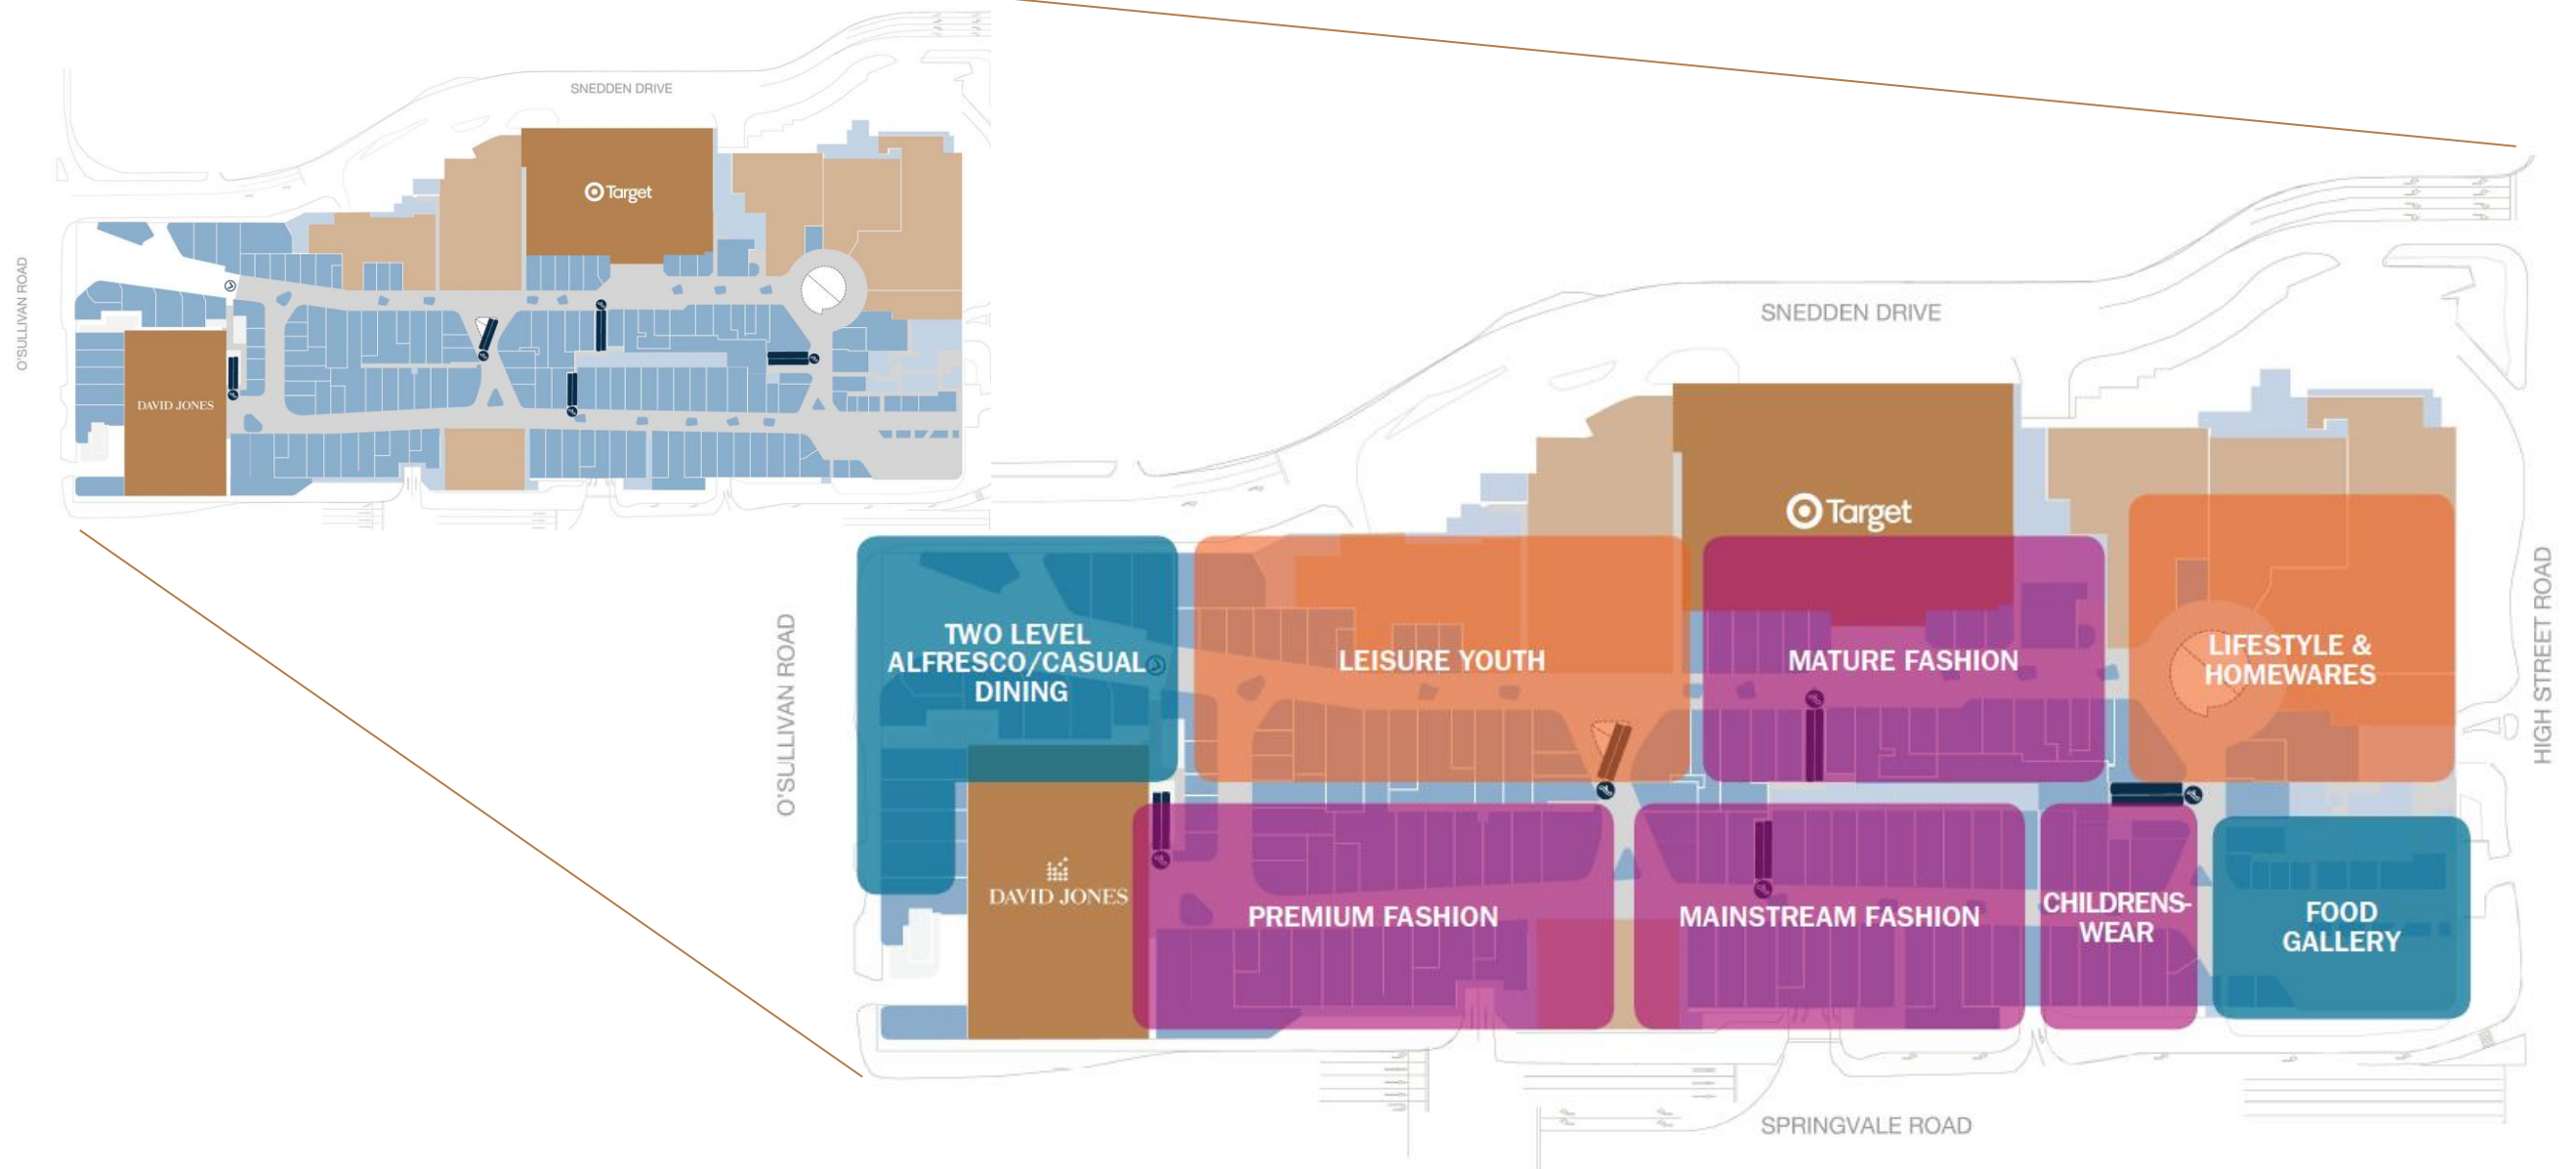 SNEDDEN DRIVE
Target
O'SULLIVAN ROAD
DAVID JONES
SNEDDEN DRIVE
Target
O'SULLIVAN ROAD
HIGH STREET ROAD
TWO LEVEL
ALFRESCO/CASUAL
DINING
LEISURE YOUTH
MATURE FASHION
LIFESTYLE &
HOMEWARES
DAVID JONES
PREMIUM FASHION
MAINSTREAM FASHION
CHILDRENS-
WEAR
FOOD
GALLERY
SPRINGVALE ROAD